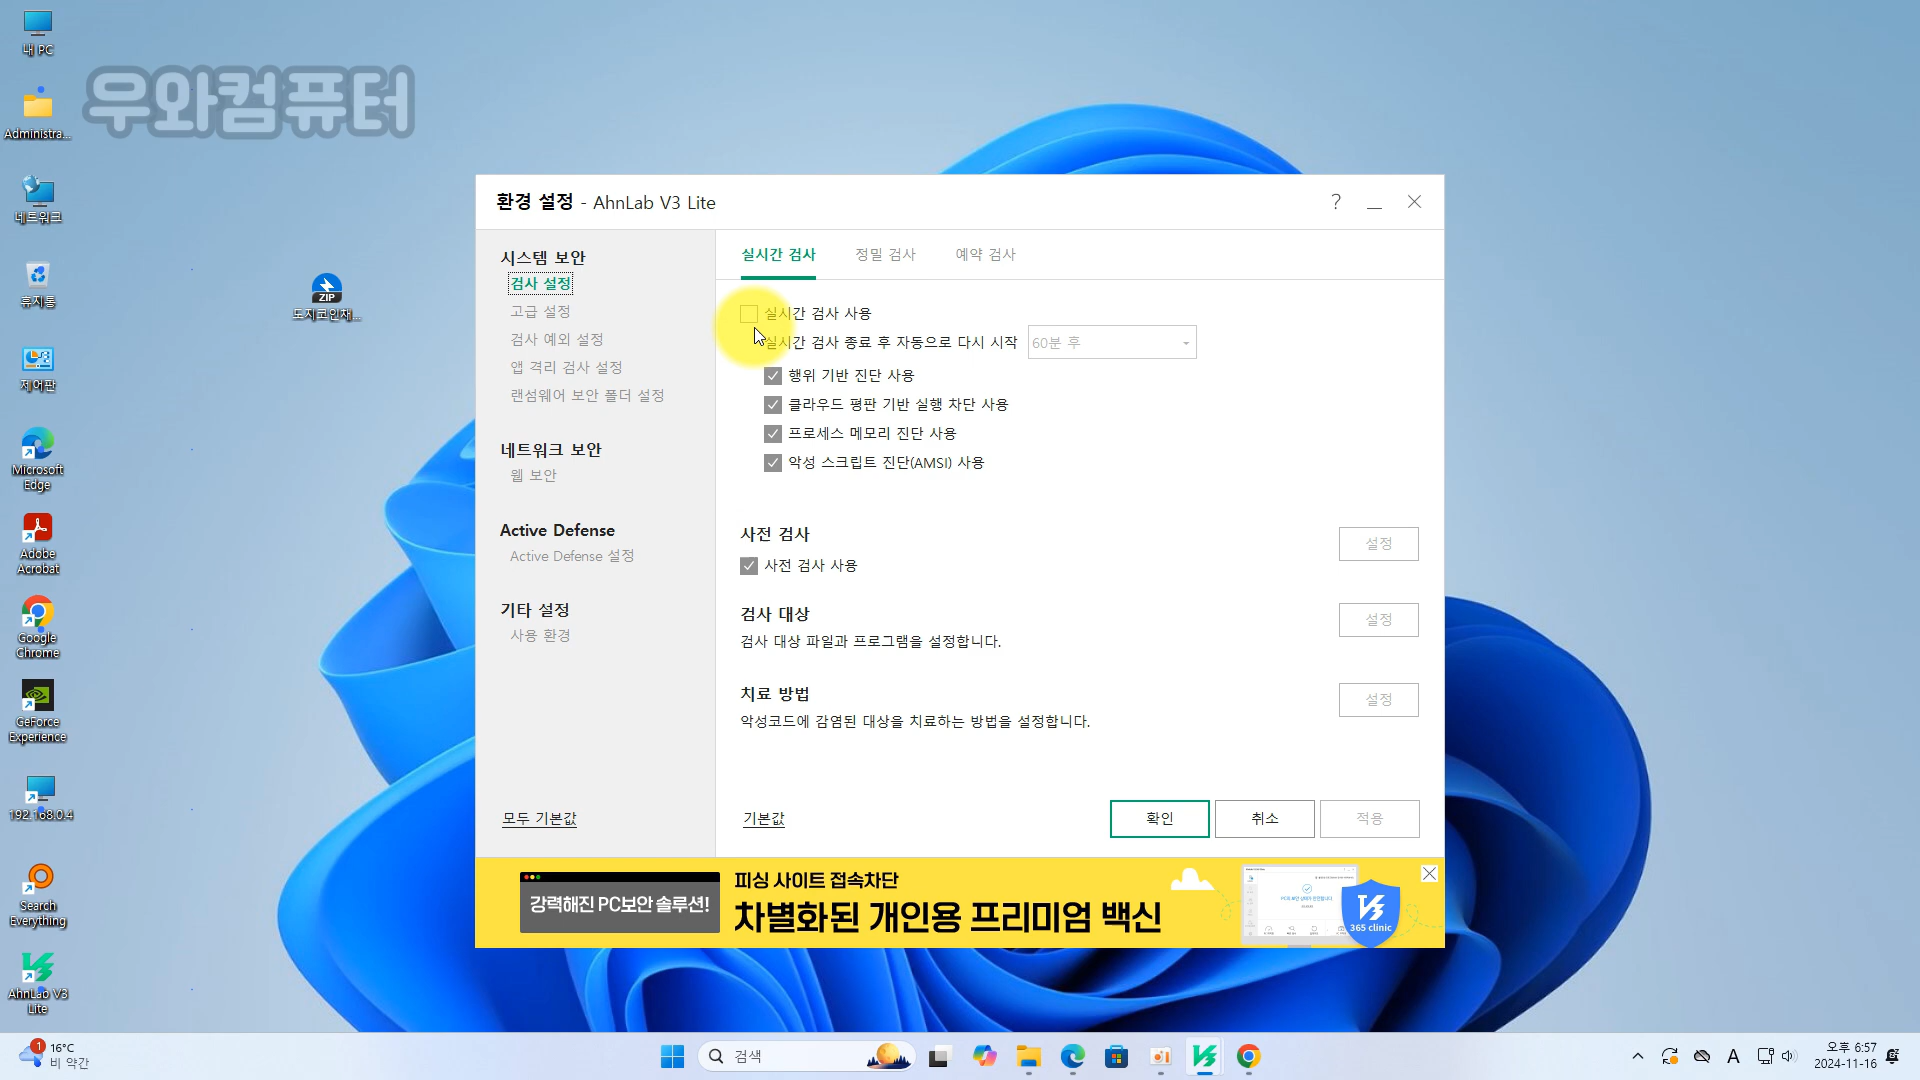 내 PC
우와컴퓨터
Administra...
네트워크
휴지통
ZIP
도지코인채...
제어판
Microsoft
Edge
Adobe
Acrobat
Google
Chrome
GeForce
Experience
192.168.0.4
Search
Everything
AhnLab V3
Lite
환경 설정 - AhnLab V3 Lite
?
시스템 보안
검사 설정
고급 설정
검사 예외 설정
앱 격리 검사 설정
랜섬웨어 보안 폴더 설정
네트워크 보안
웹 보안
Active Defense
Active Defense 설정
기타 설정
사용 환경
모두 기본값
실시간 검사
정밀 검사
예약 검사
실시간 검사 사용
실시간 검사 종료 후 자동으로 다시 시작
60분 후
행위 기반 진단 사용
클라우드 평판 기반 실행 차단 사용
프로세스 메모리 진단 사용
악성 스크립트 진단(AMSI) 사용
사전 검사
설정
사전 검사 사용
검사 대상
설정
검사 대상 파일과 프로그램을 설정합니다.
치료 방법
설정
악성코드에 감염된 대상을 치료하는 방법을 설정합니다.
기본값
확인
취소
적용
강력해진 PC보안 솔루션!
피싱 사이트 접속차단
차별화된 개인용 프리미엄 백신
V3
365 clinic
1
16°C
비 약간
검색
A
오후 6:57
2024-11-16